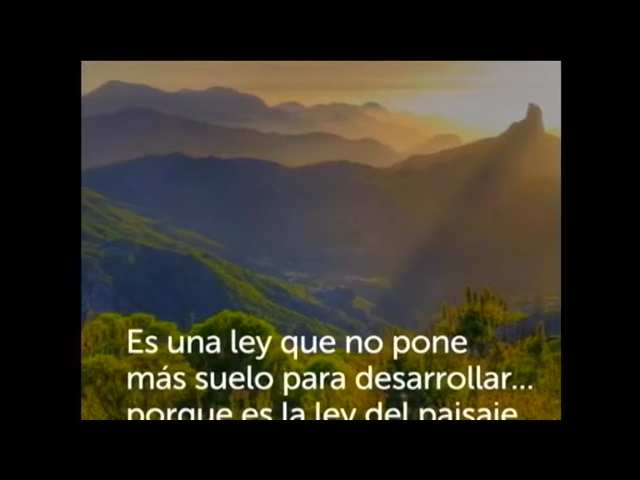 Es una ley que no pone
más suelo para desarrollar...
porque es la ley del paisaje